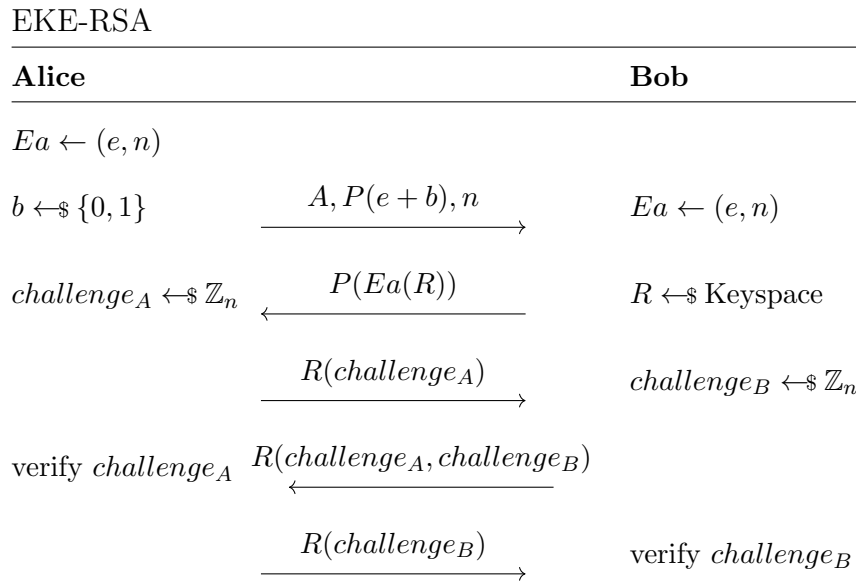 EKE-RSA
Alice Bob
Ea ← (e, n)
b ←$ {0, 1} A, P(e + b), n Ea ← (e, n)
challenge_A ←$ ℤ_n P(Ea(R)) R ←$ Keyspace
R(challenge_A) challenge_B ←$ ℤ_n
verify challenge_A R(challenge_A, challenge_B)
R(challenge_B) verify challenge_B